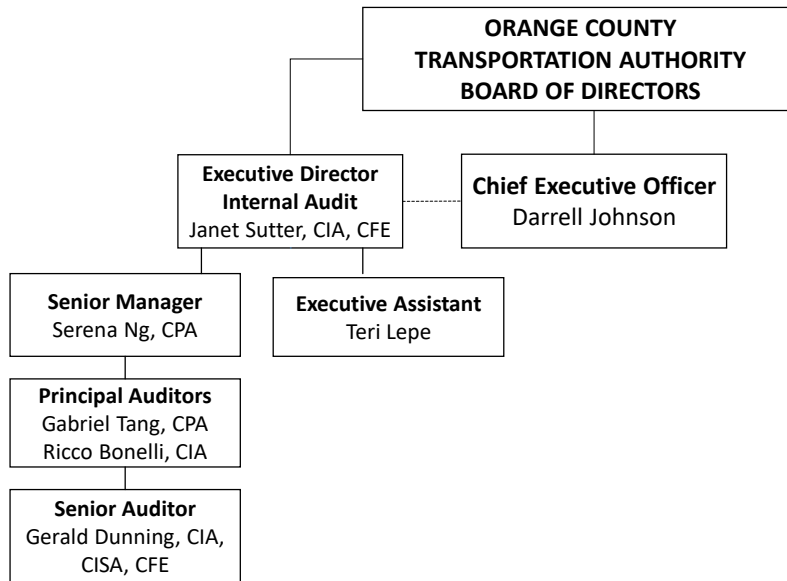 ORANGE COUNTY
TRANSPORTATION AUTHORITY
BOARD OF DIRECTORS
Executive Director
Internal Audit
Janet Sutter, CIA, CFE
Chief Executive Officer
Darrell Johnson
Senior Manager
Serena Ng, CPA
Executive Assistant
Teri Lepe
Principal Auditors
Gabriel Tang, CPA
Ricco Bonelli, CIA
Senior Auditor
Gerald Dunning, CIA,
CISA, CFE